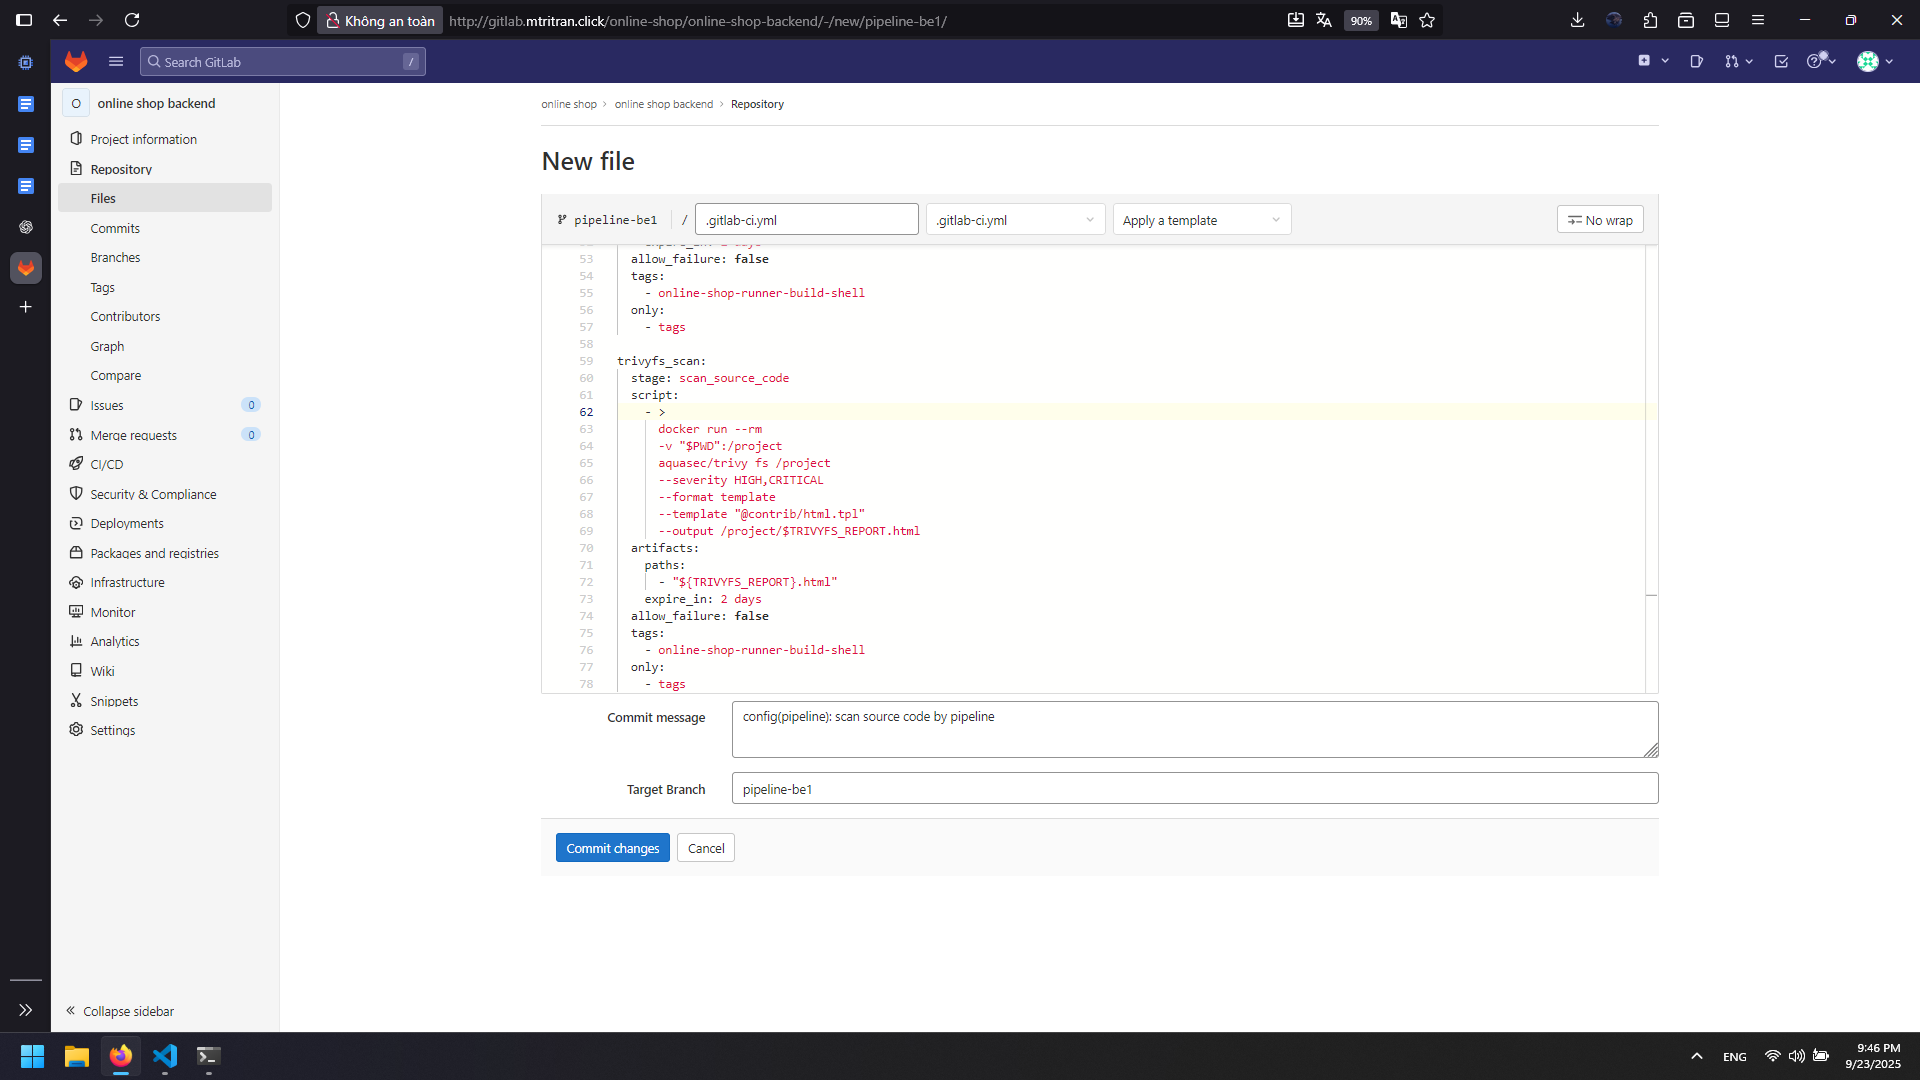 Không an toàn
http://gitlab.mtritran.click/online-shop/online-shop-backend/-/new/pipeline-be1/
90%
Search GitLab
/
O
online shop backend
Project information
Repository
Files
Commits
Branches
Tags
Contributors
Graph
Compare
Issues
0
Merge requests
0
CI/CD
Security & Compliance
Deployments
Packages and registries
Infrastructure
Monitor
Analytics
Wiki
Snippets
Settings
Collapse sidebar
online shop > online shop backend > Repository
New file
pipeline-be1 / .gitlab-ci.yml .gitlab-ci.yml Apply a template No wrap
53 allow_failure: false
54 tags:
55 - online-shop-runner-build-shell
56 only:
57 - tags
58
59 trivyfs_scan:
60 stage: scan_source_code
61 script:
62 - >
63 docker run --rm
64 -v "$PWD":/project
65 aquasec/trivy fs /project
66 --severity HIGH,CRITICAL
67 --format template
68 --template "@contrib/html.tpl"
69 --output /project/$TRIVYFS_REPORT.html
70 artifacts:
71 paths:
72 - "${TRIVYFS_REPORT}.html"
73 expire_in: 2 days
74 allow_failure: false
75 tags:
76 - online-shop-runner-build-shell
77 only:
78 - tags
Commit message
config(pipeline): scan source code by pipeline
Target Branch
pipeline-be1
Commit changes
Cancel
ENG
9:46 PM
9/23/2025